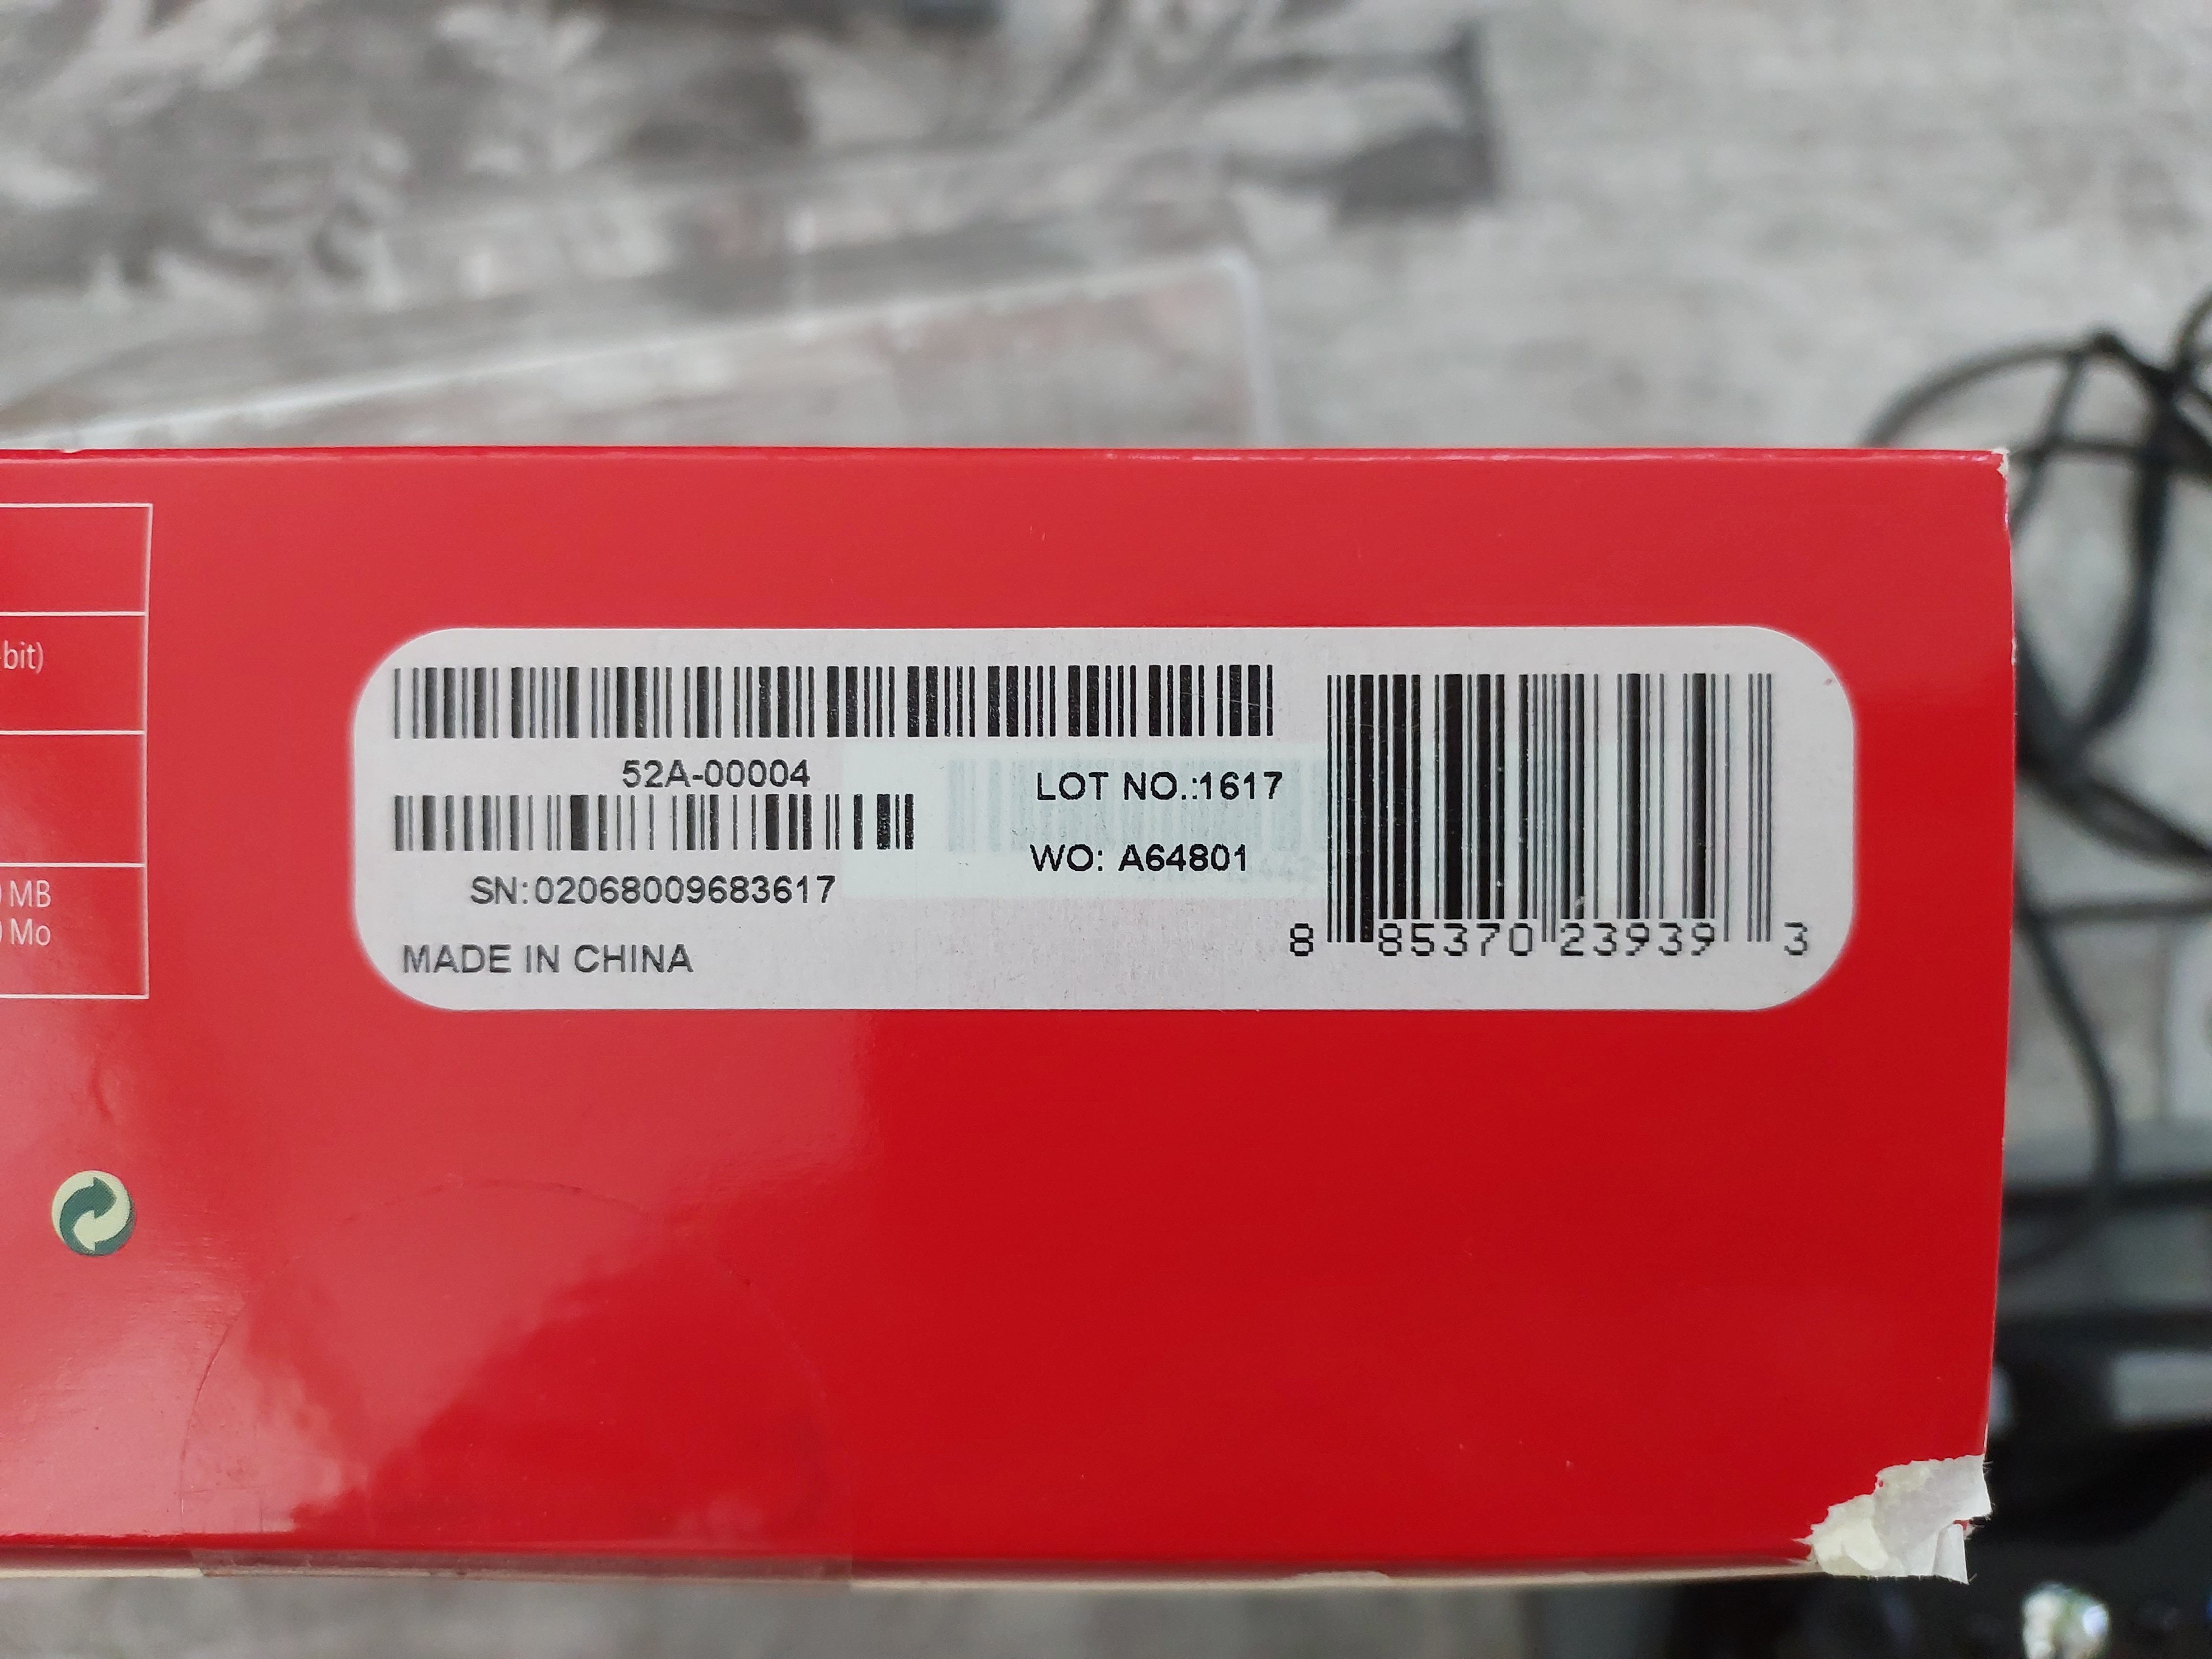 bit)
MB
Mo
52A-00004
SN:02068009683617
MADE IN CHINA
LOT NO.:1617
WO: A64801
8 85370 23939 3